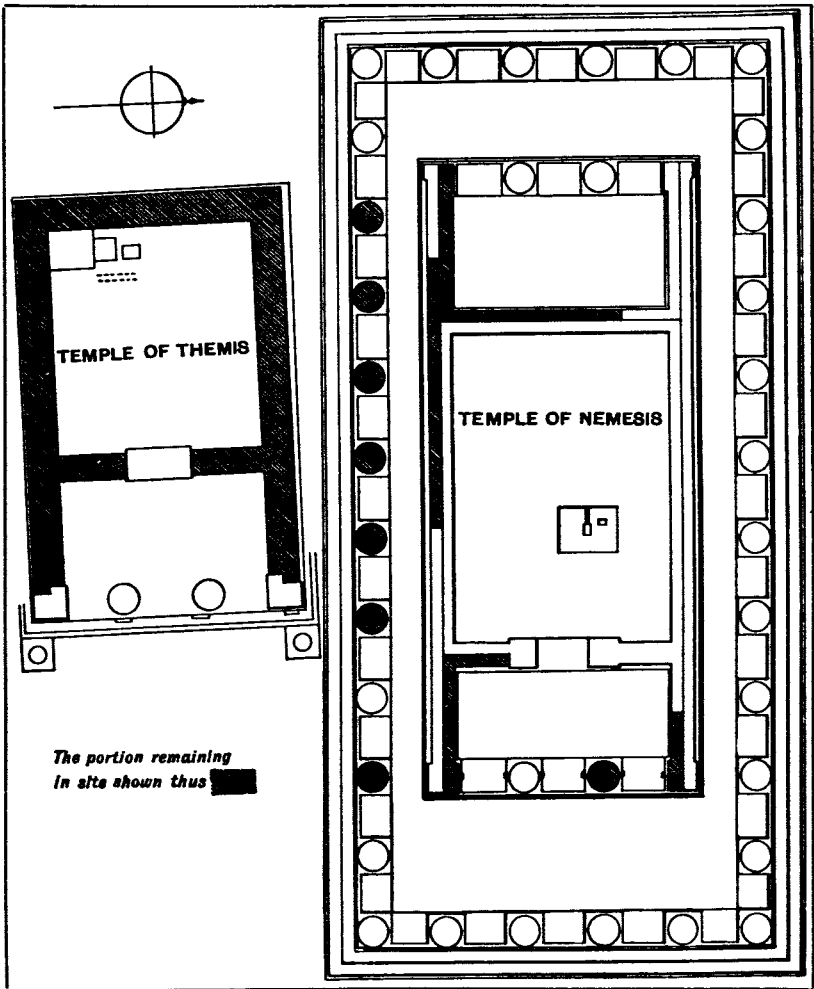 TEMPLE OF THEMIS
TEMPLE OF NEMESIS
The portion remaining
in site shown thus